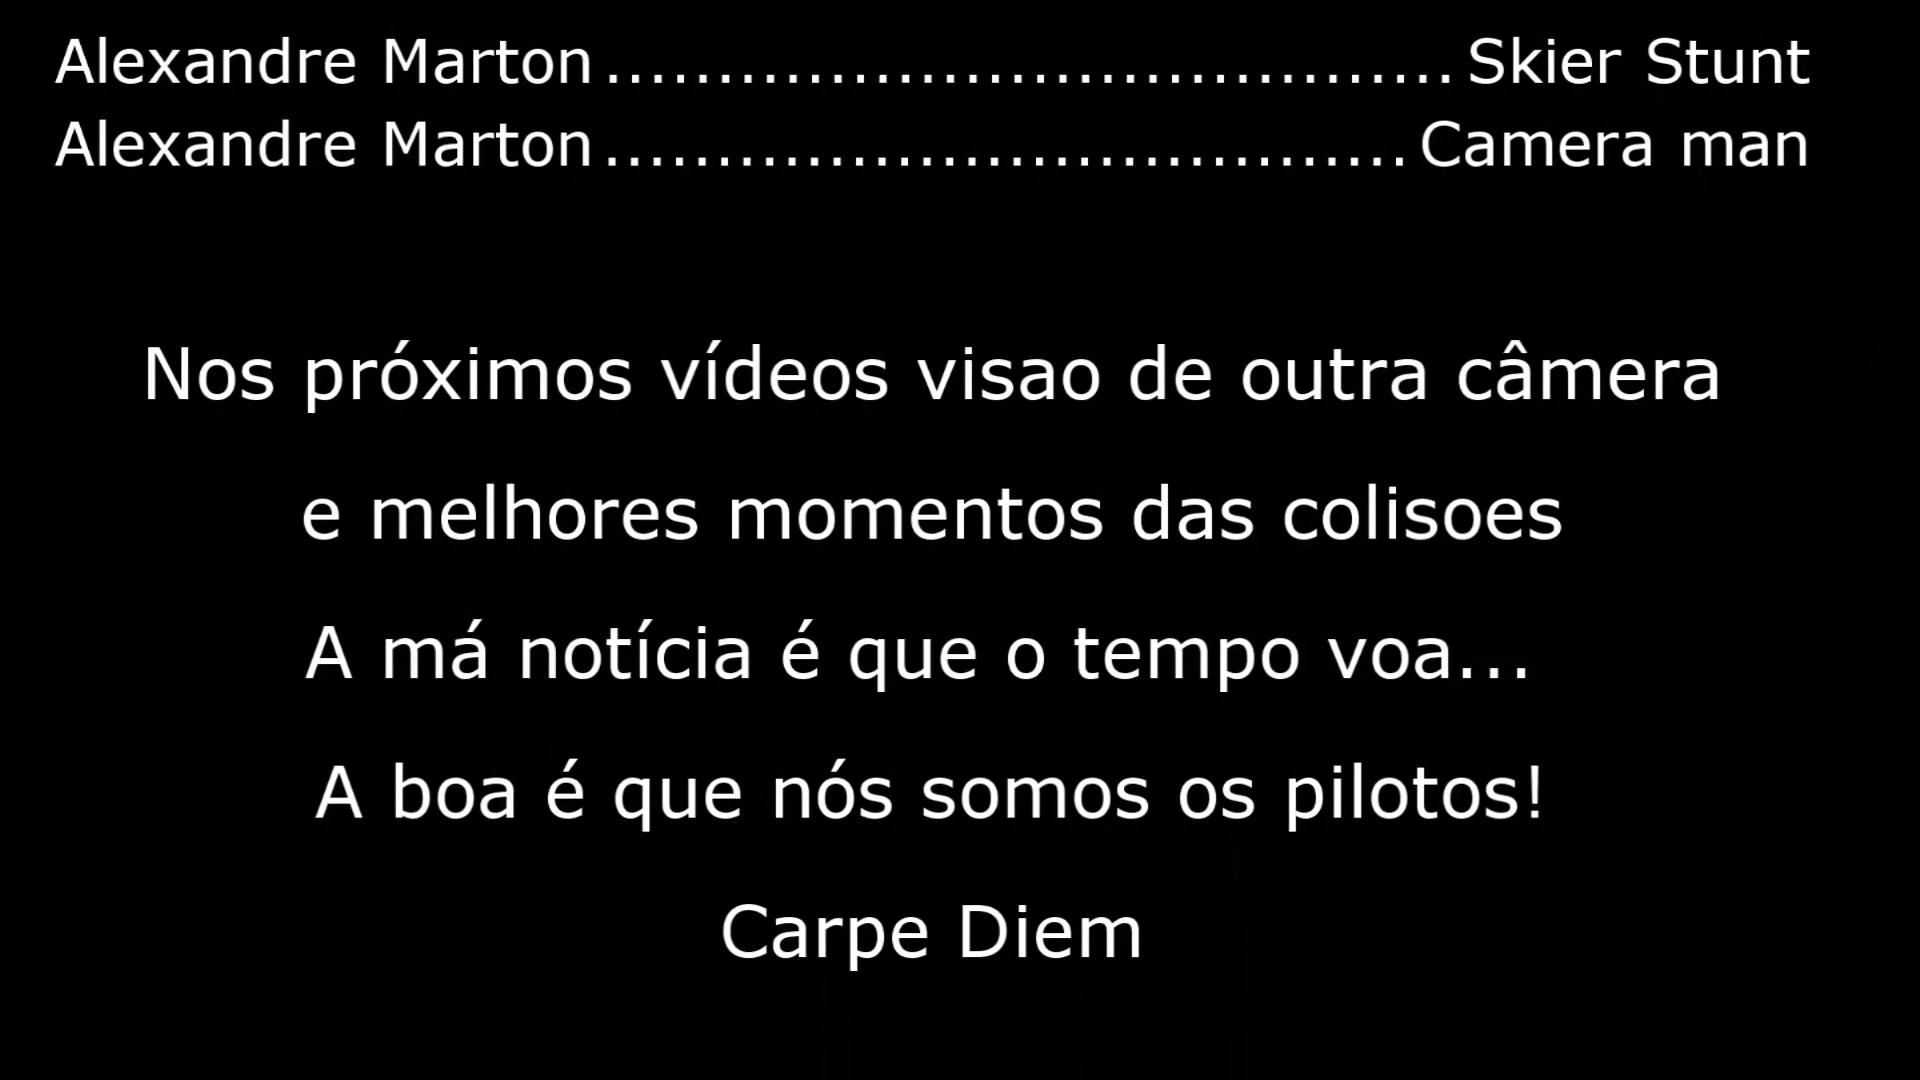 Alexandre Marton......................................Skier Stunt
Alexandre Marton....................................Camera man
Nos próximos vídeos visao de outra câmera
e melhores momentos das colisoes
A má notícia é que o tempo voa...
A boa é que nós somos os pilotos!
Carpe Diem